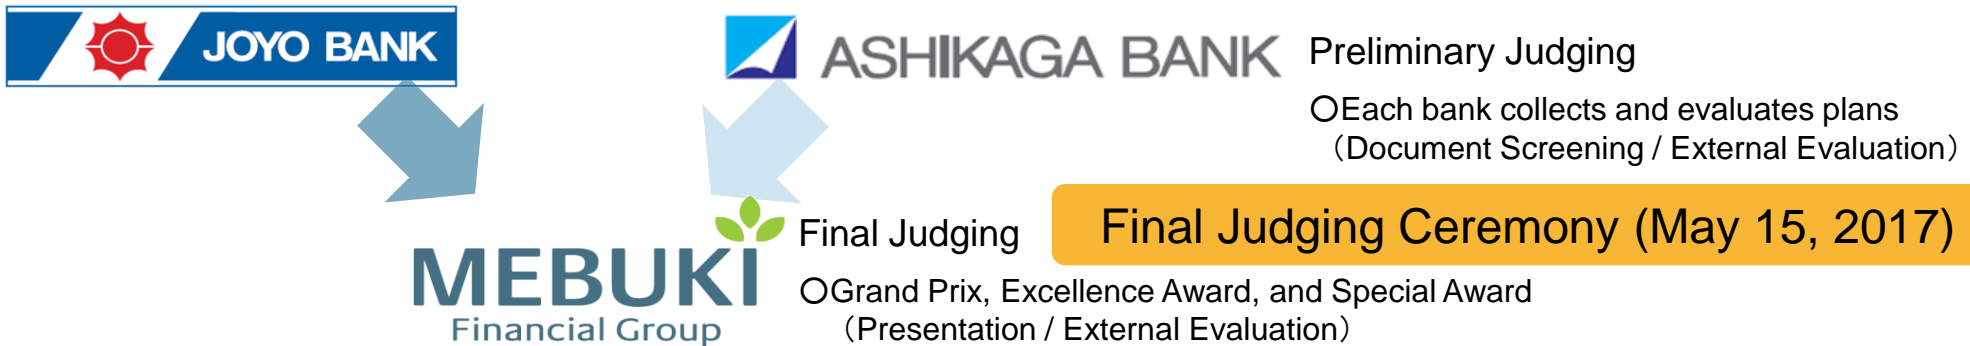 JOYO BANK
ASHIKAGA BANK
Preliminary Judging
○Each bank collects and evaluates plans
（Document Screening / External Evaluation）
MEBUKI
Financial Group
Final Judging
Final Judging Ceremony (May 15, 2017)
○Grand Prix, Excellence Award, and Special Award
（Presentation / External Evaluation）